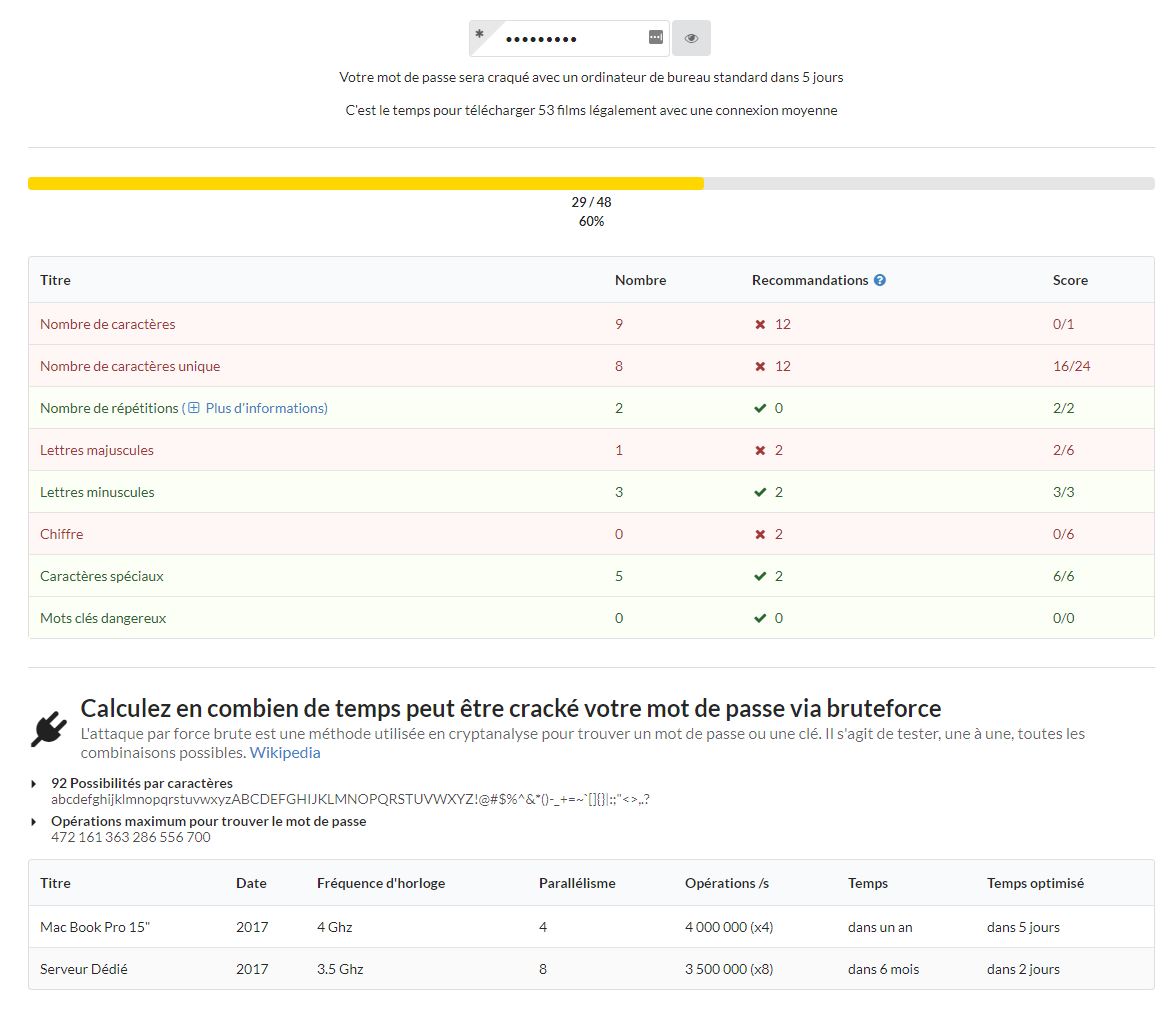 *
•••••••••
Votre mot de passe sera craqué avec un ordinateur de bureau standard dans 5 jours
C'est le temps pour télécharger 53 films légalement avec une connexion moyenne
29 / 48
60%
Titre Nombre Recommandations ? Score
Nombre de caractères 9 12 0/1
Nombre de caractères unique 8 12 16/24
Nombre de répétitions ( Plus d'informations) 2 0 2/2
Lettres majuscules 1 2 2/6
Lettres minuscules 3 2 3/3
Chiffre 0 2 0/6
Caractères spéciaux 5 2 6/6
Mots clés dangereux 0 0 0/0
Calculez en combien de temps peut être cracké votre mot de passe via bruteforce
L'attaque par force brute est une méthode utilisée en cryptanalyse pour trouver un mot de passe ou une clé. Il s'agit de tester, une à une, toutes les
combinaisons possibles. Wikipedia
92 Possibilités par caractères
abcdefghijklmnopqrstuvwxyzABCDEFGHIJKLMNOPQRSTUVWXYZ!@#$%^&*()-_+=~`[]{}|:;"<>,.?
Opérations maximum pour trouver le mot de passe
472 161 363 286 556 700
Titre Date Fréquence d'horloge Parallélisme Opérations /s Temps Temps optimisé
Mac Book Pro 15" 2017 4 Ghz 4 4 000 000 (x4) dans un an dans 5 jours
Serveur Dédié 2017 3.5 Ghz 8 3 500 000 (x8) dans 6 mois dans 2 jours